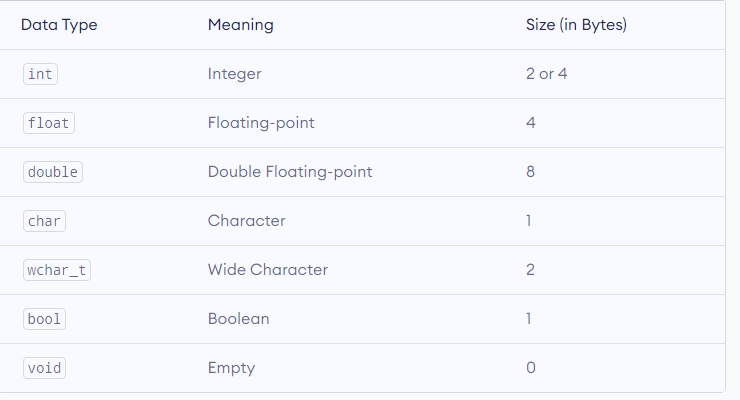 Data Type Meaning Size (in Bytes)
int Integer 2 or 4
float Floating-point 4
double Double Floating-point 8
char Character 1
wchar_t Wide Character 2
bool Boolean 1
void Empty 0